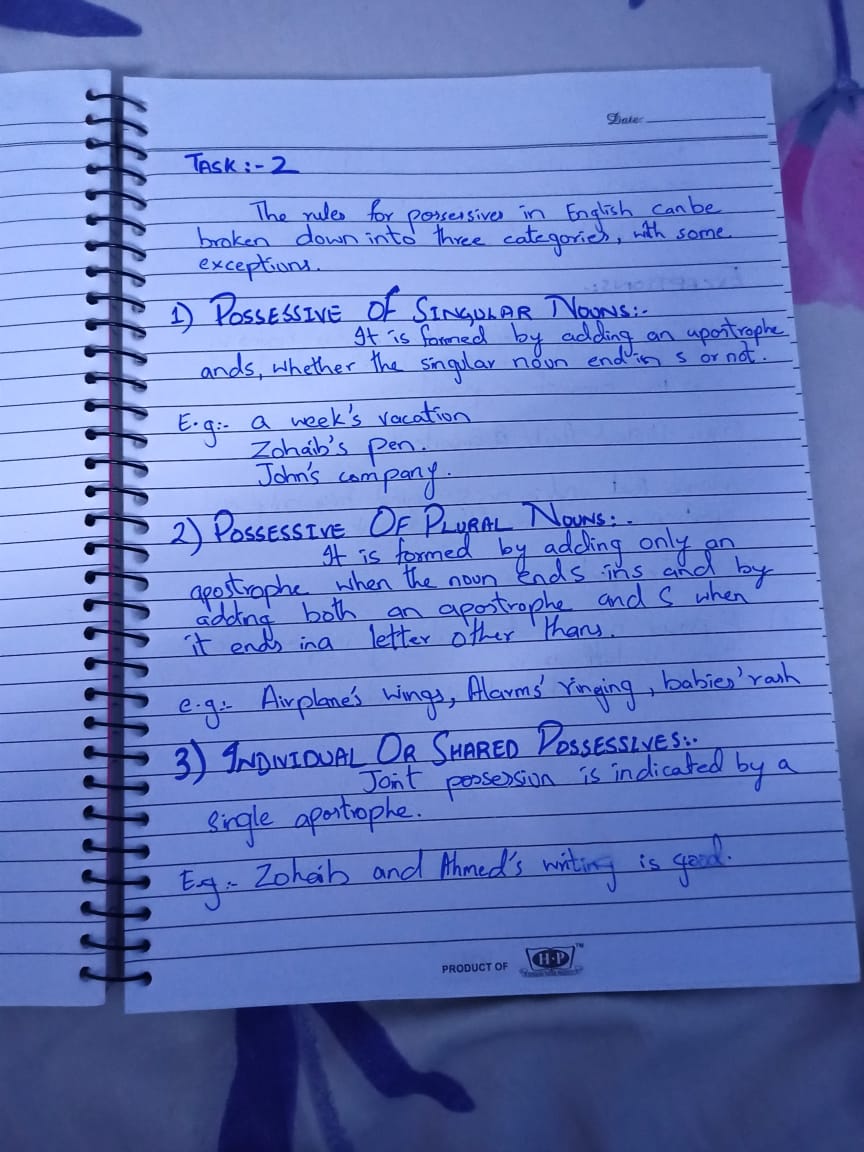 Date:
TASK :- 2
The rules for possessives in English can be
broken down into three categories, with some
exceptions.
1) POSSESSIVE OF SINGULAR NOUNS:-
It is formed by adding an apostrophe
and s, whether the singular noun end in s or not.
E.g:- a week's vacation
Zohaib's pen.
John's company.
2) POSSESSIVE OF PLURAL NOUNS:-
It is formed by adding only an
apostrophe when the noun ends in s and by
adding both an apostrophe and S when
it ends in a letter other than s.
e.g:- Airplane's wings, Alarms' ringing, babies' rash
3) INDIVIDUAL OR SHARED POSSESSIVES:-
Joint possession is indicated by a
single apostrophe.
E.g:- Zohaib and Ahmed's writing is good.
PRODUCT OF H·P™